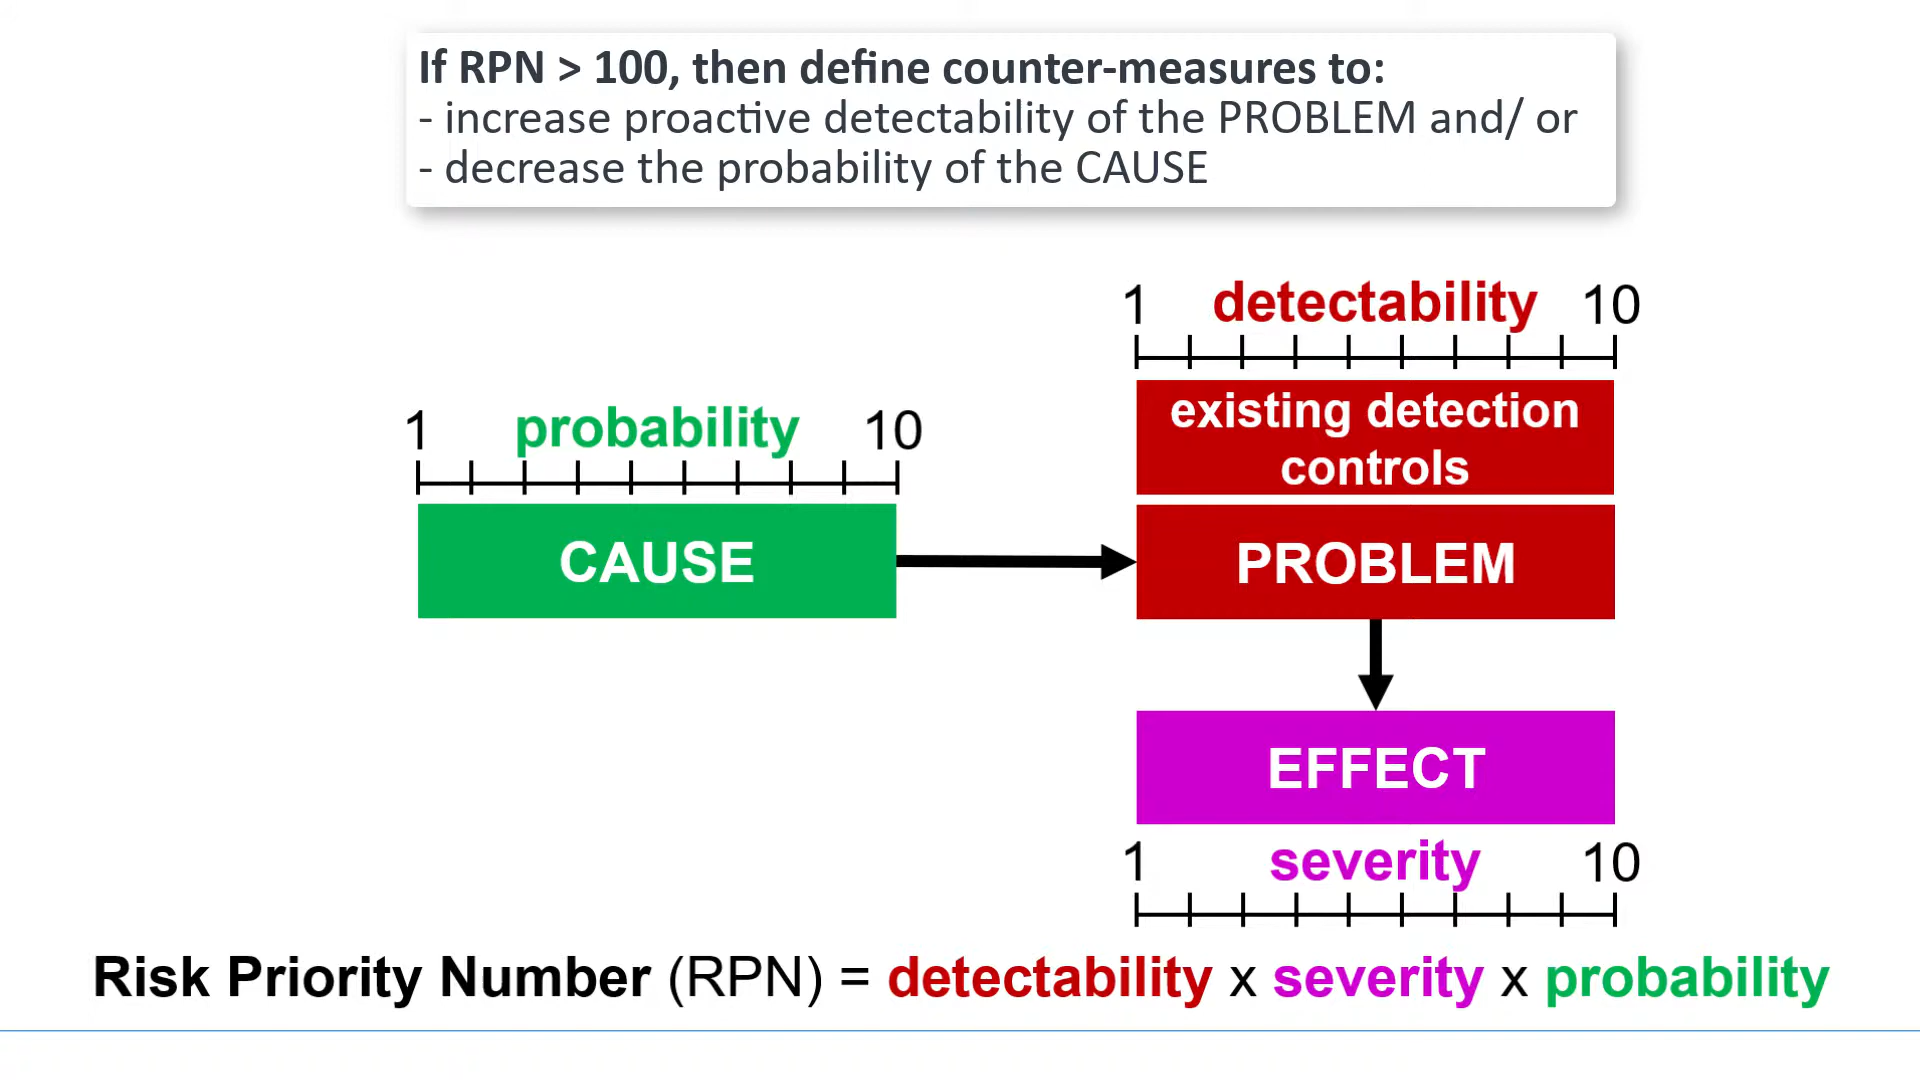 If RPN > 100, then define counter-measures to:
- increase proactive detectability of the PROBLEM and/ or
- decrease the probability of the CAUSE
1 detectability 10
existing detection
controls
1 probability 10
CAUSE
PROBLEM
EFFECT
1 severity 10
Risk Priority Number (RPN) = detectability x severity x probability